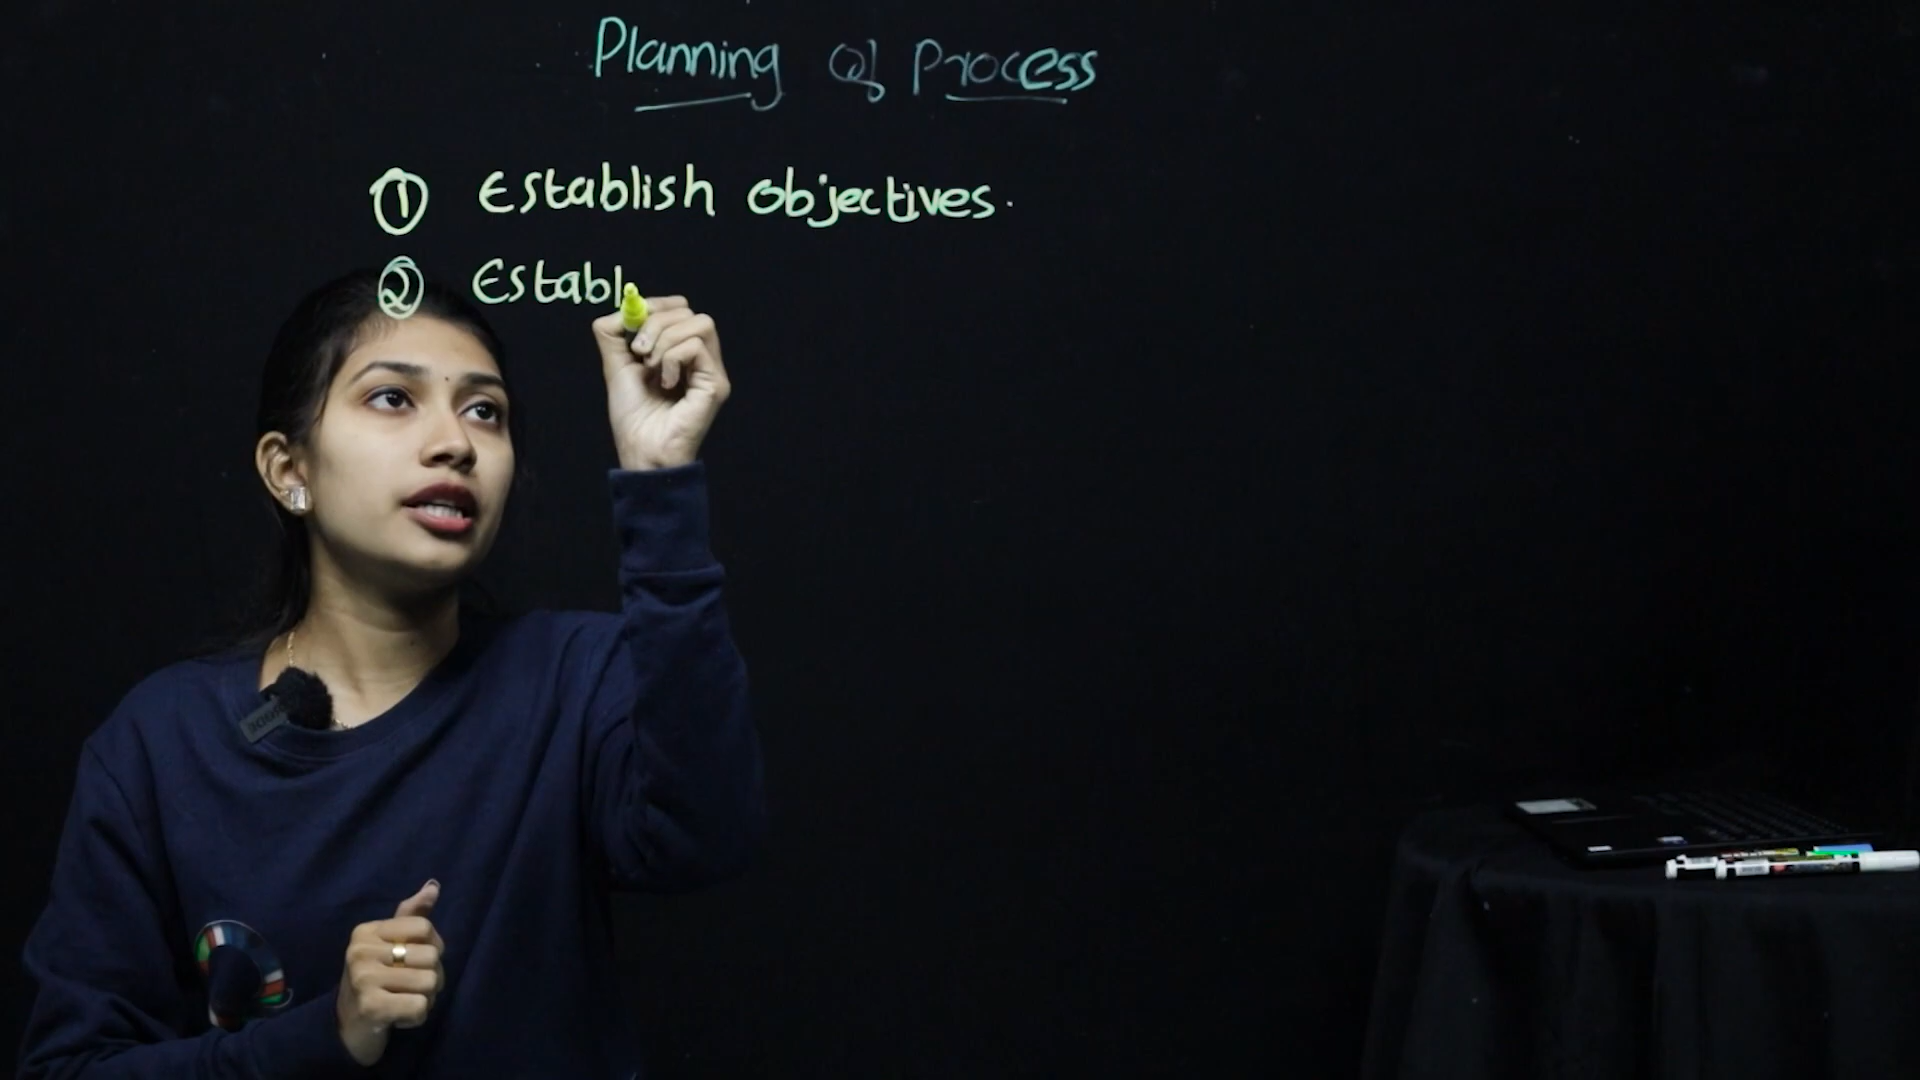 Planning Of Process
① Establish objectives.
② Establ